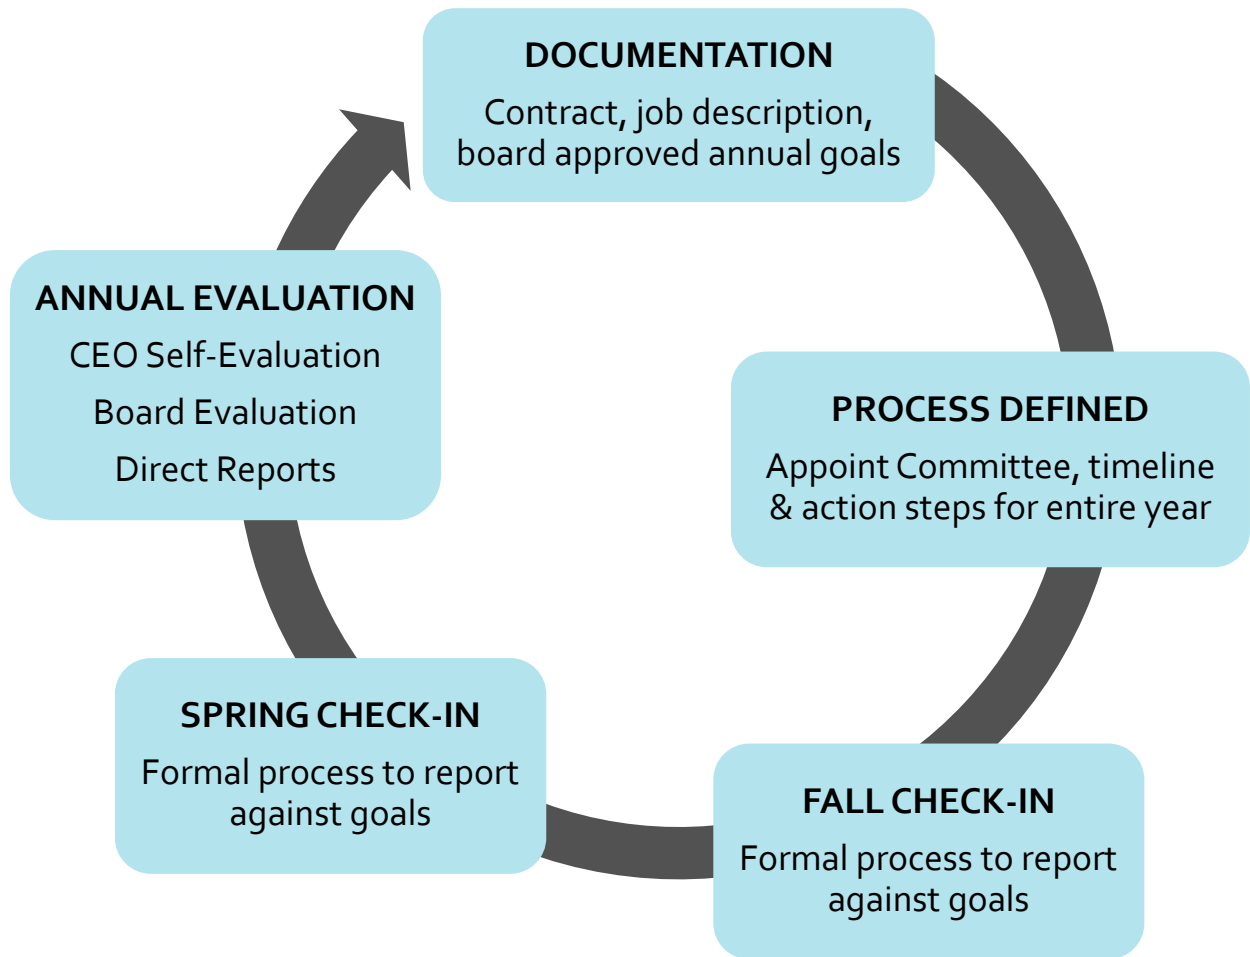 DOCUMENTATION
Contract, job description,
board approved annual goals
PROCESS DEFINED
Appoint Committee, timeline
& action steps for entire year
FALL CHECK-IN
Formal process to report
against goals
SPRING CHECK-IN
Formal process to report
against goals
ANNUAL EVALUATION
CEO Self-Evaluation
Board Evaluation
Direct Reports